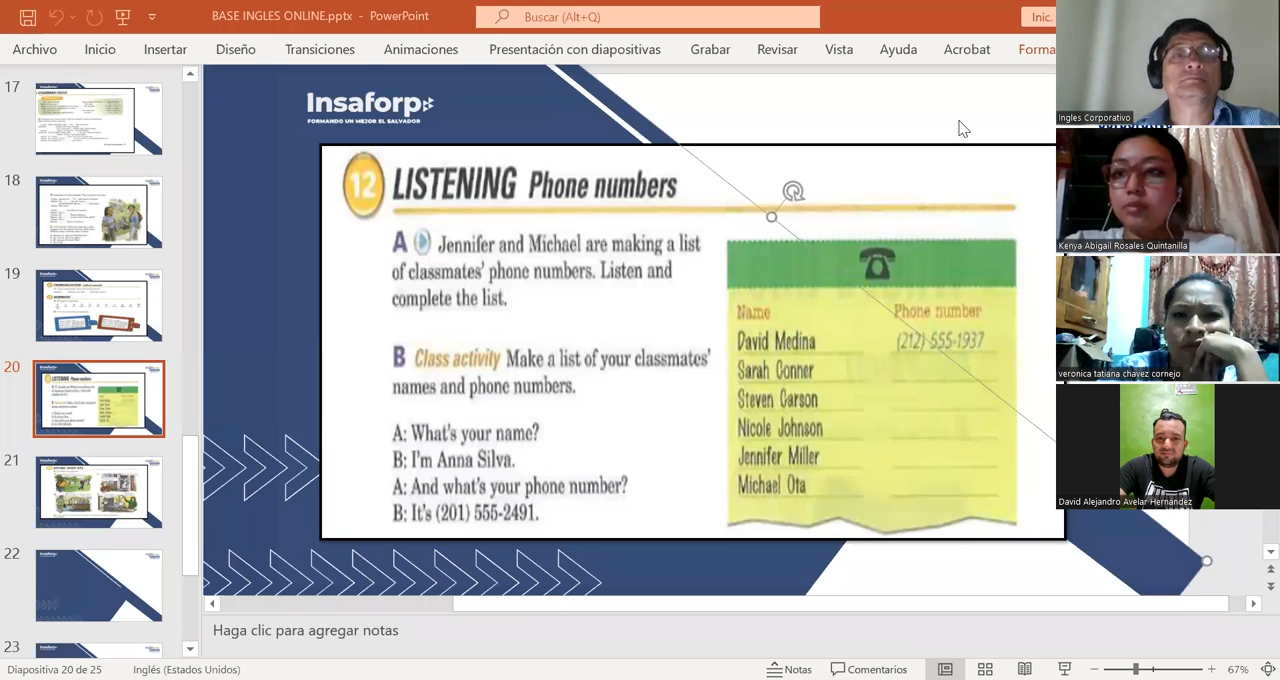 BASE INGLES ONLINE.pptx - PowerPoint
Buscar (Alt+Q)
Inic.
Archivo
Inicio
Insertar
Diseño
Transiciones
Animaciones
Presentación con diapositivas
Grabar
Revisar
Vista
Ayuda
Acrobat
Forma
17
18
19
20
21
22
23
Insaforp
FORMANDO UN MEJOR EL SALVADOR
12 LISTENING Phone numbers
A Jennifer and Michael are making a list
of classmates' phone numbers. Listen and
complete the list.
B Class activity Make a list of your classmates'
names and phone numbers.
A: What's your name?
B: I'm Anna Silva.
A: And what's your phone number?
B: It's (201) 555-2491.
Name Phone number
David Medina (212) 555-1937
Sarah Conner
Steven Carson
Nicole Johnson
Jennifer Miller
Michael Ota
Ingles Corporativo
Kenya Abigail Rosales Quintanilla
veronica tatiana chavez cornejo
David Alejandro Avelar Hernández
Haga clic para agregar notas
Diapositiva 20 de 25
Inglés (Estados Unidos)
Notas
Comentarios
67%